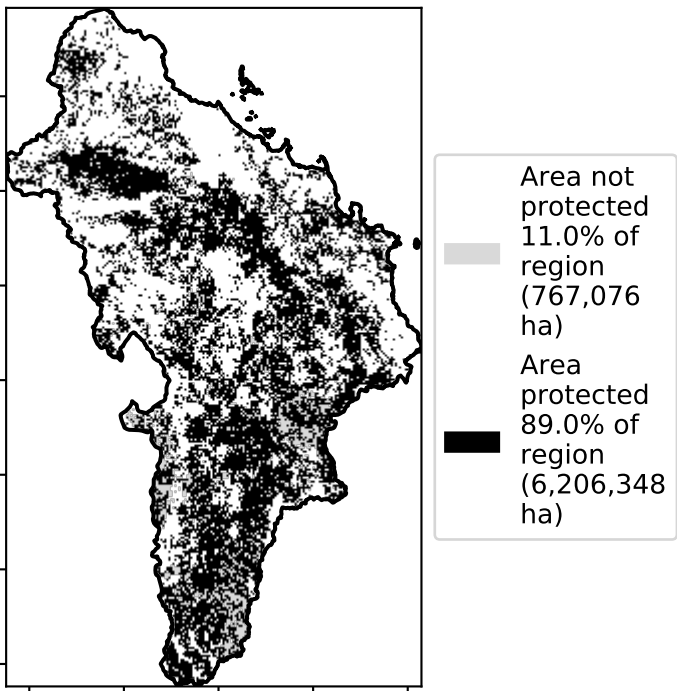 Area not
protected
11.0% of
region
(767,076
ha)
Area
protected
89.0% of
region
(6,206,348
ha)